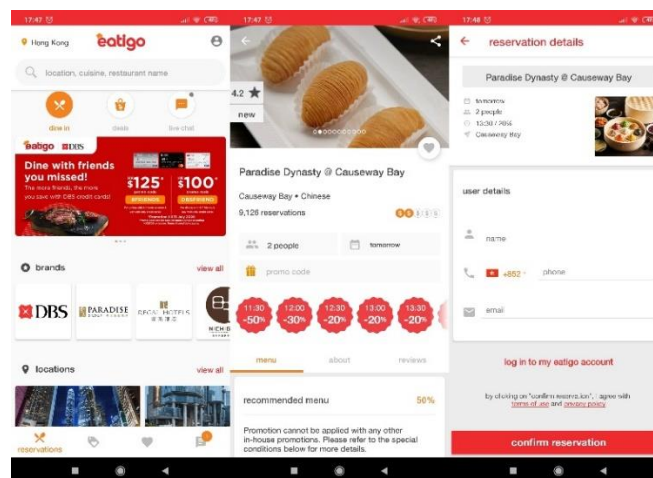 17:47
Hong Kong
eatigo
location, cuisine, restaurant name
dine in
deals
live chat
eatigo DBS
Dine with friends
you missed!
The more friends, the more
you save with DBS credit cards!
$125
$100
brands
view all
DBS
PARADISE
REGAL HOTELS
locations
view all
reservations
17:47
4.2 ★
new
Paradise Dynasty @ Causeway Bay
Causeway Bay • Chinese
9,126 reservations
$$$$$
2 people
tomorrow
promo code
11:30
-50%
12:00
-30%
12:30
-20%
13:00
-20%
13:30
-20%
menu
about
reviews
recommended menu
50%
Promotion cannot be applied with any other
in-house promotions. Please refer to the special
conditions below for more details.
17:48
reservation details
Paradise Dynasty @ Causeway Bay
tomorrow
2 people
13:30 / 20%
Causeway Bay
user details
name
+852
phone
email
log in to my eatigo account
by clicking on "confirm reservation", I agree with
terms of use and privacy policy
confirm reservation